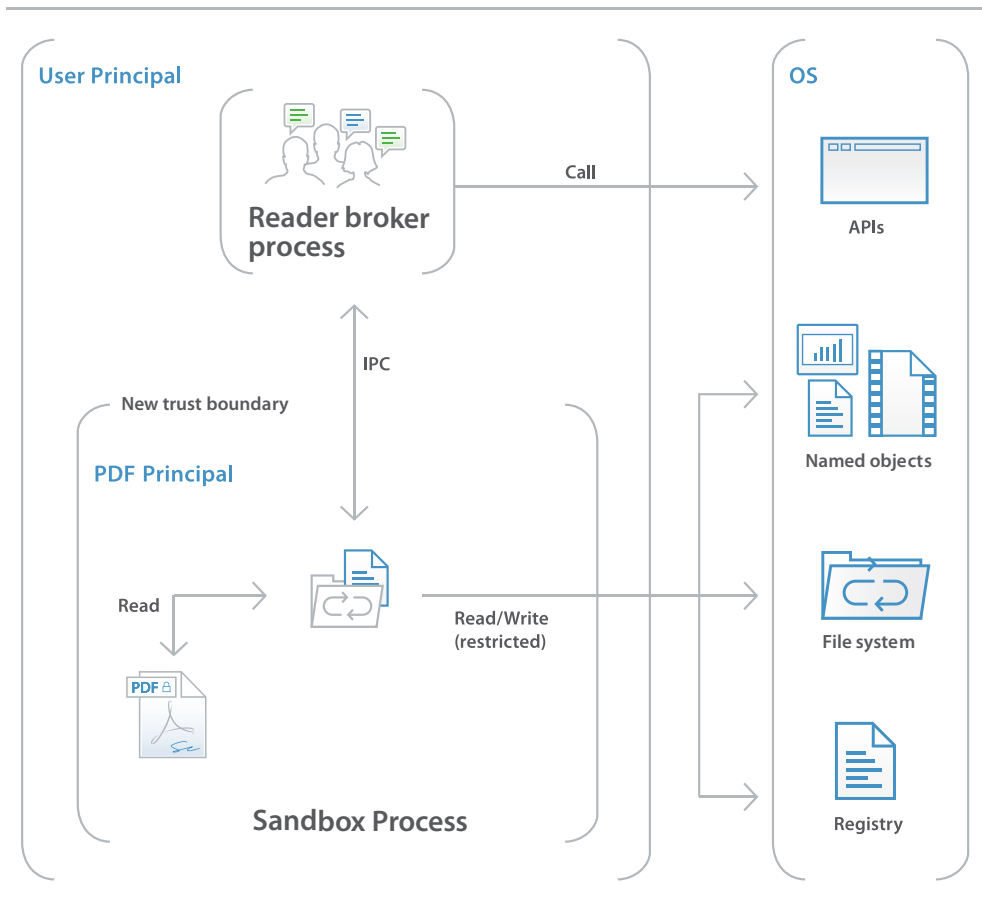 User Principal
OS
Reader broker
process
Call
APIs
IPC
New trust boundary
Named objects
PDF Principal
Read
Read/Write
(restricted)
File system
PDF
Sandbox Process
Registry